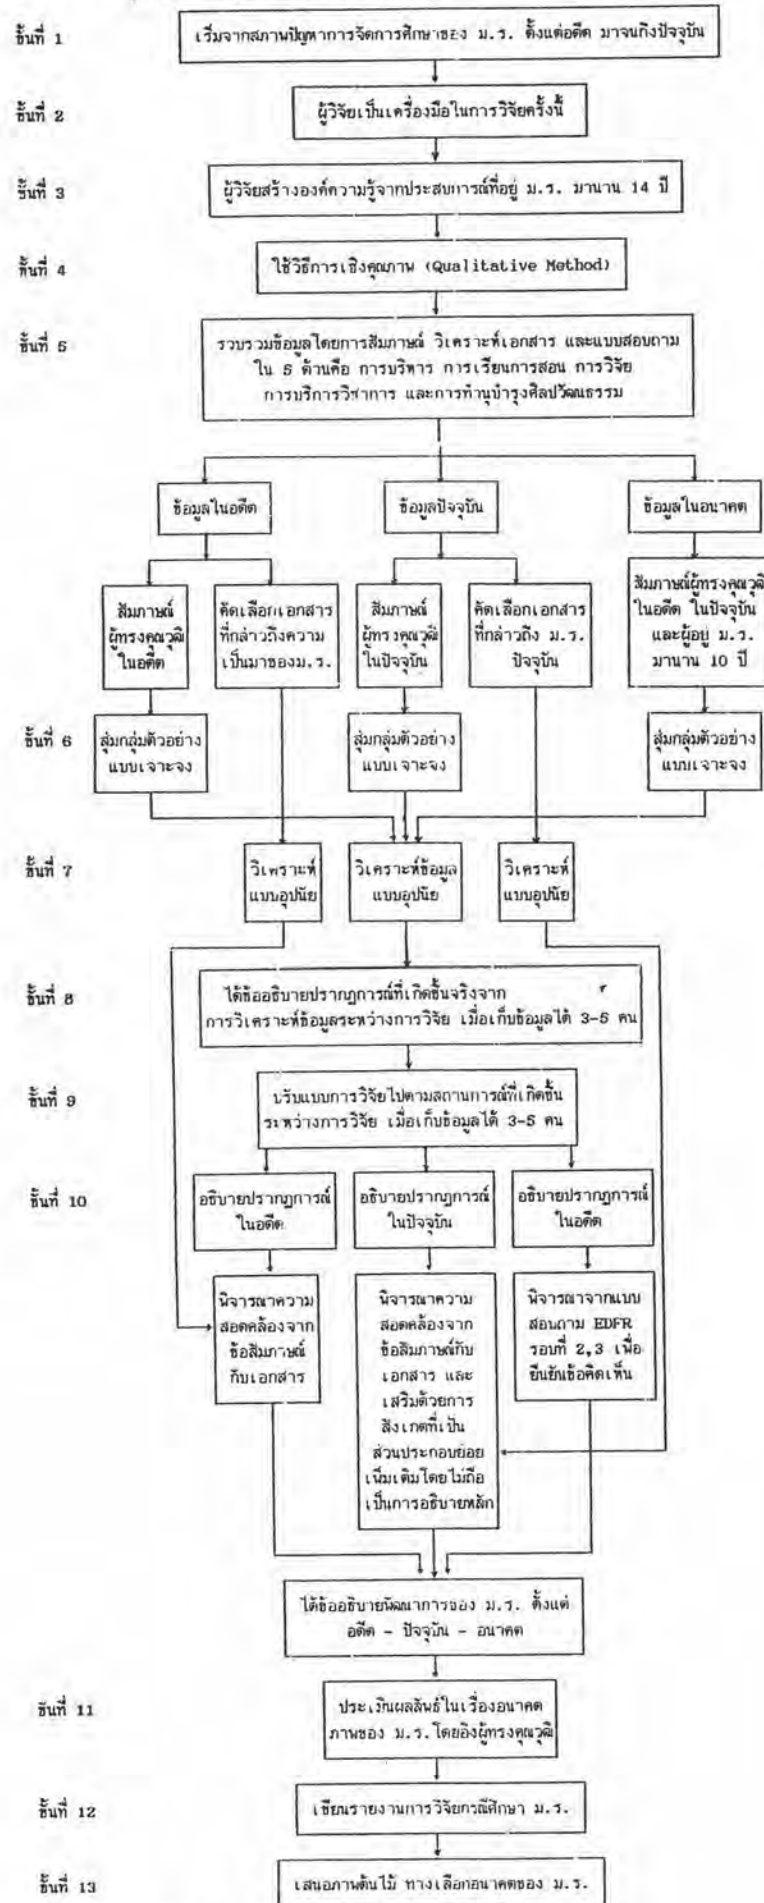 ขั้นที่ 1
เริ่มจากสภาพปัญหาการจัดการศึกษาของ ม.ร. ตั้งแต่อดีต มาจนถึงปัจจุบัน
ขั้นที่ 2
ผู้วิจัยเป็นเครื่องมือในการวิจัยครั้งนี้
ขั้นที่ 3
ผู้วิจัยสร้างองค์ความรู้จากประสบการณ์ที่อยู่ ม.ร. มานาน 14 ปี
ขั้นที่ 4
ใช้วิธีการเชิงคุณภาพ (Qualitative Method)
ขั้นที่ 5
รวบรวมข้อมูลโดยการสัมภาษณ์ วิเคราะห์เอกสาร และแบบสอบถาม
ใน 5 ด้านคือ การบริหาร การเรียนการสอน การวิจัย
การบริการวิชาการ และการทำนุบำรุงศิลปวัฒนธรรม
ข้อมูลในอดีต
ข้อมูลปัจจุบัน
ข้อมูลในอนาคต
สัมภาษณ์
ผู้ทรงคุณวุฒิ
ในอดีต
คัดเลือกเอกสาร
ที่กล่าวถึงความ
เป็นมาของม.ร.
สัมภาษณ์
ผู้ทรงคุณวุฒิ
ในปัจจุบัน
คัดเลือกเอกสาร
ที่กล่าวถึง ม.ร.
ปัจจุบัน
สัมภาษณ์ผู้ทรงคุณวุฒิ
ในอดีต ในปัจจุบัน
และผู้อยู่ ม.ร.
มานาน 10 ปี
ขั้นที่ 6
สุ่มกลุ่มตัวอย่าง
แบบเจาะจง
สุ่มกลุ่มตัวอย่าง
แบบเจาะจง
สุ่มกลุ่มตัวอย่าง
แบบเจาะจง
ขั้นที่ 7
วิเคราะห์
แบบอุปนัย
วิเคราะห์ข้อมูล
แบบอุปนัย
วิเคราะห์
แบบอุปนัย
ขั้นที่ 8
ได้ข้ออธิบายปรากฏการณ์ที่เกิดขึ้นจริงจาก
การวิเคราะห์ข้อมูลระหว่างการวิจัย เมื่อเก็บข้อมูลได้ 3-5 คน
ขั้นที่ 9
ปรับแบบการวิจัยไปตามสถานการณ์ที่เกิดขึ้น
ระหว่างการวิจัย เมื่อเก็บข้อมูลได้ 3-5 คน
ขั้นที่ 10
อธิบายปรากฏการณ์
ในอดีต
อธิบายปรากฏการณ์
ในปัจจุบัน
อธิบายปรากฏการณ์
ในอดีต
พิจารณาความ
สอดคล้องจาก
ข้อสัมภาษณ์
กับเอกสาร
พิจารณาความ
สอดคล้องจาก
ข้อสัมภาษณ์กับ
เอกสาร และ
เสริมด้วยการ
สังเกตที่เป็น
ส่วนประกอบย่อย
เพิ่มเติมโดยไม่ถือ
เป็นการอธิบายหลัก
พิจารณาจากแบบ
สอบถาม EDFR
รอบที่ 2,3 เพื่อ
ยืนยันข้อคิดเห็น
ได้ข้ออธิบายพัฒนาการของ ม.ร. ตั้งแต่
อดีต - ปัจจุบัน - อนาคต
ขั้นที่ 11
ประเมินผลลัพธ์ในเรื่องอนาคต
ภาพของ ม.ร.โดยอิงผู้ทรงคุณวุฒิ
ขั้นที่ 12
เขียนรายงานการวิจัยกรณีศึกษา ม.ร.
ขั้นที่ 13
เสนอภาพต้นไม้ ทางเลือกอนาคตของ ม.ร.